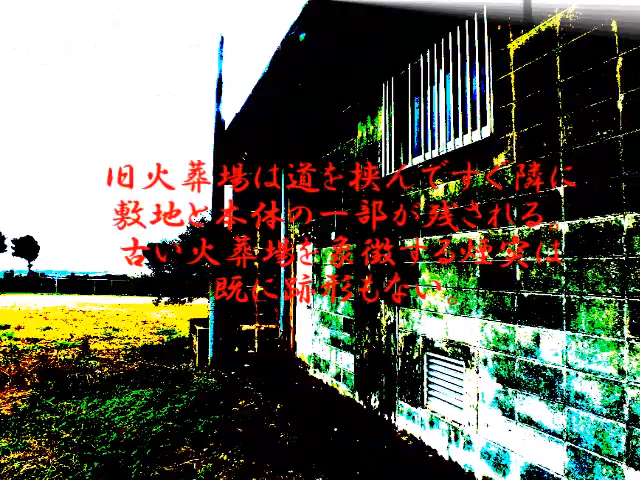 旧火葬場は道を挟んですぐ隣に
敷地と本体の一部が残される。
古い火葬場を象徴する煙突は
既に跡形もない。